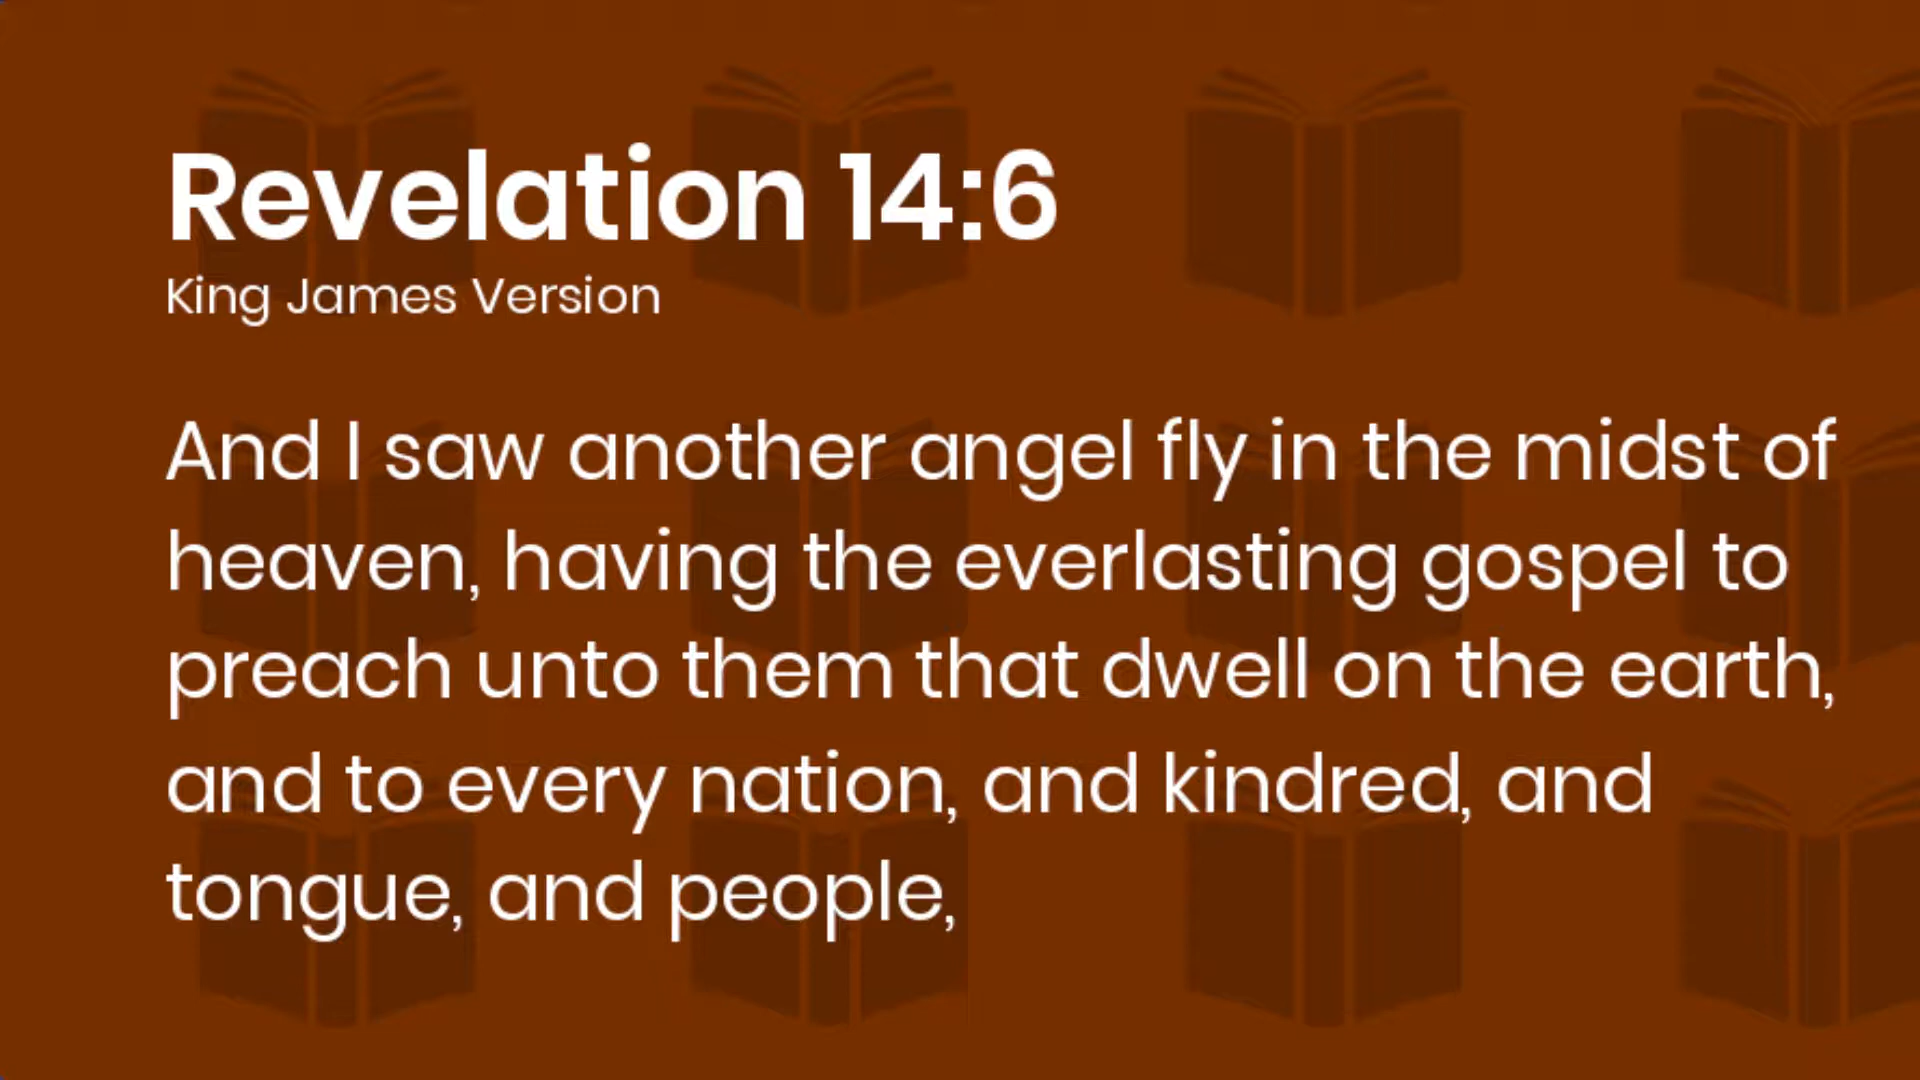 Revelation 14:6
King James Version
And I saw another angel fly in the midst of
heaven, having the everlasting gospel to
preach unto them that dwell on the earth,
and to every nation, and kindred, and
tongue, and people,